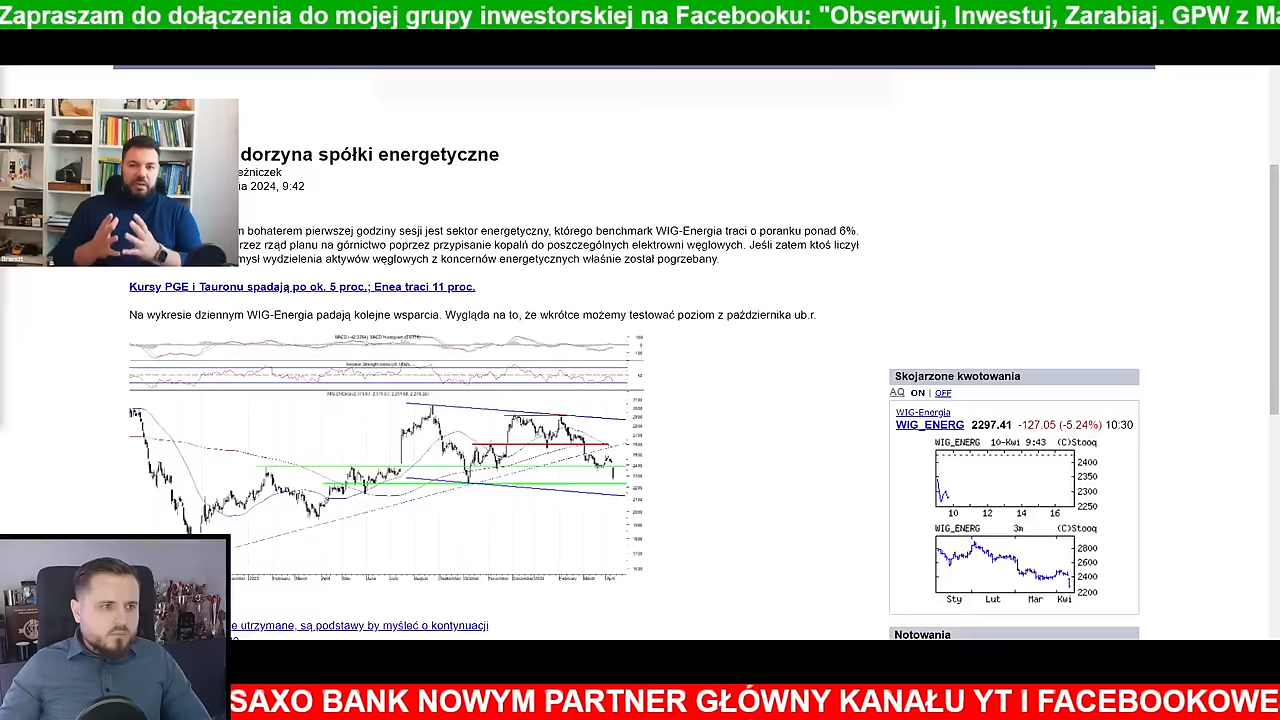 Zapraszam do dołączenia do mojej grupy inwestorskiej na Facebooku: "Obserwuj, Inwestuj, Zarabiaj. GPW z Ma
dorzyna spółki energetyczne
eźniczek
ia 2024, 9:42
m bohaterem pierwszej godziny sesji jest sektor energetyczny, którego benchmark WIG-Energia traci o poranku ponad 6%.
rzez rząd planu na górnictwo poprzez przypisanie kopalń do poszczególnych elektrowni węglowych. Jeśli zatem ktoś liczył
mysł wydzielenia aktywów węglowych z koncernów energetycznych właśnie został pogrzebany.
Brandt
Kursy PGE i Tauronu spadają po ok. 5 proc.; Enea traci 11 proc.
Na wykresie dziennym WIG-Energia padają kolejne wsparcia. Wygląda na to, że wkrótce możemy testować poziom z października ub.r.
Skojarzone kwotowania
AQ ON | OFF
WIG-Energia
WIG_ENERG 2297.41 -127.05 (-5.24%) 10:30
WIG_ENERG 10-Kwi 9:43 (C)Stooq
2400
2350
2300
2250
10 12 14 16
WIG_ENERG 3m (C)Stooq
2800
2600
2400
2200
Sty Lut Mar Kwi
e utrzymane, są podstawy by myśleć o kontynuacji
Notowania
SAXO BANK NOWYM PARTNER GŁÓWNY KANAŁU YT I FACEBOOKOWE